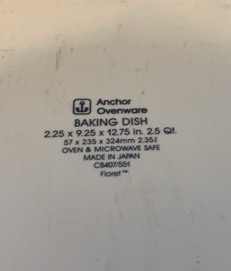 Anchor
Ovenware
BAKING DISH
2.25 x 9.25 x 12.75 in. 2.5 Qt.
57 x 235 x 324mm 2.35ℓ
OVEN & MICROWAVE SAFE
MADE IN JAPAN
C8407/551
Floret™